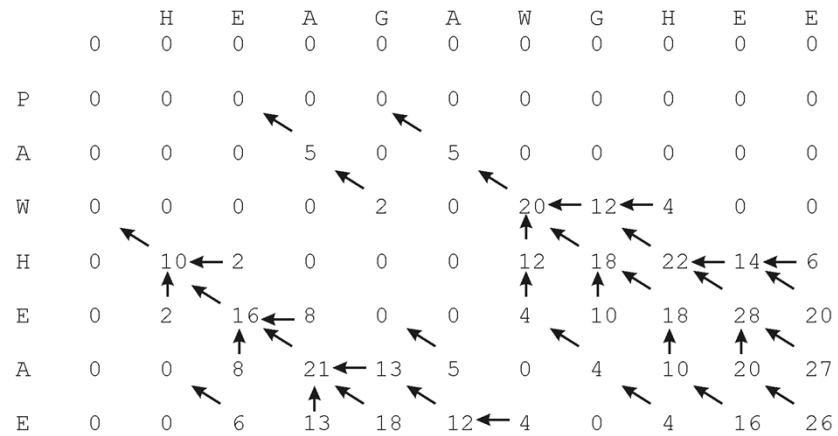 H E A G A W G H E E
0 0 0 0 0 0 0 0 0 0 0
P 0 0 0 0 0 0 0 0 0 0 0
A 0 0 0 5 0 5 0 0 0 0 0
W 0 0 0 0 2 0 20 12 4 0 0
H 0 10 2 0 0 0 12 18 22 14 6
E 0 2 16 8 0 0 4 10 18 28 20
A 0 0 8 21 13 5 0 4 10 20 27
E 0 0 6 13 18 12 4 0 4 16 26